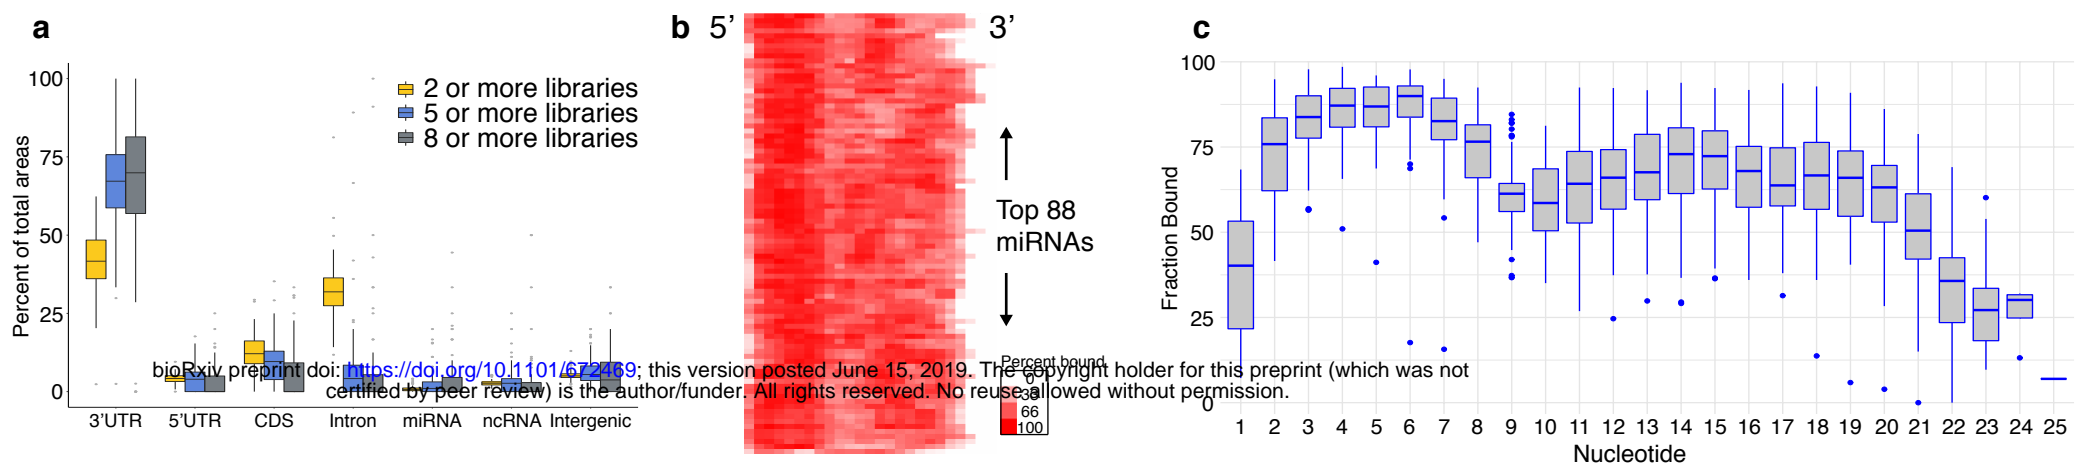 a
Percent of total areas
100
75
50
25
0
2 or more libraries
5 or more libraries
8 or more libraries
3’UTR 5’UTR CDS Intron miRNA ncRNA Intergenic
b 5’ 3’
Top 88
miRNAs
Percent bound
0
33
66
100
c
Fraction Bound
100
75
50
25
0
1 2 3 4 5 6 7 8 9 10 11 12 13 14 15 16 17 18 19 20 21 22 23 24 25
Nucleotide
bioRxiv preprint doi: https://doi.org/10.1101/672469; this version posted June 15, 2019. The copyright holder for this preprint (which was not
certified by peer review) is the author/funder. All rights reserved. No reuse allowed without permission.